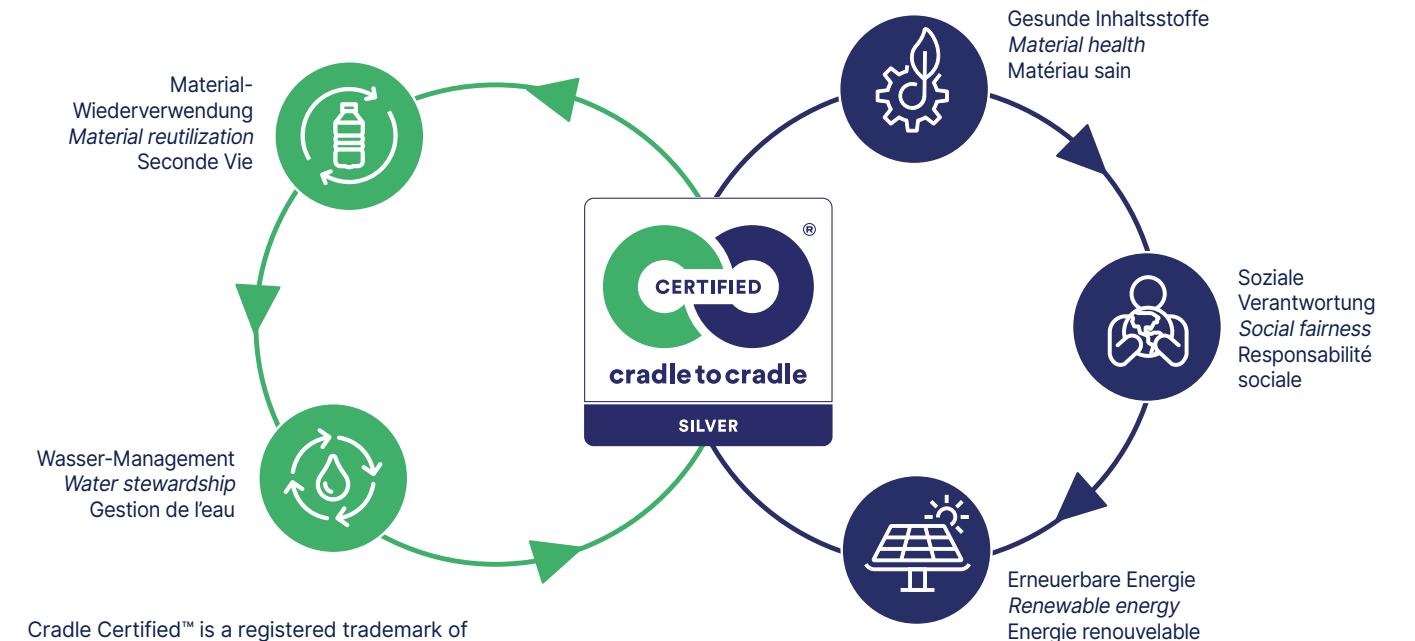 Gesunde Inhaltsstoffe
Material health
Matériau sain
Material-
Wiederverwendung
Material reutilization
Seconde Vie
®
CERTIFIED
cradle to cradle
SILVER
Soziale
Verantwortung
Social fairness
Responsabilité
sociale
Wasser-Management
Water stewardship
Gestion de l’eau
Erneuerbare Energie
Renewable energy
Energie renouvelable
Cradle Certified™ is a registered trademark of